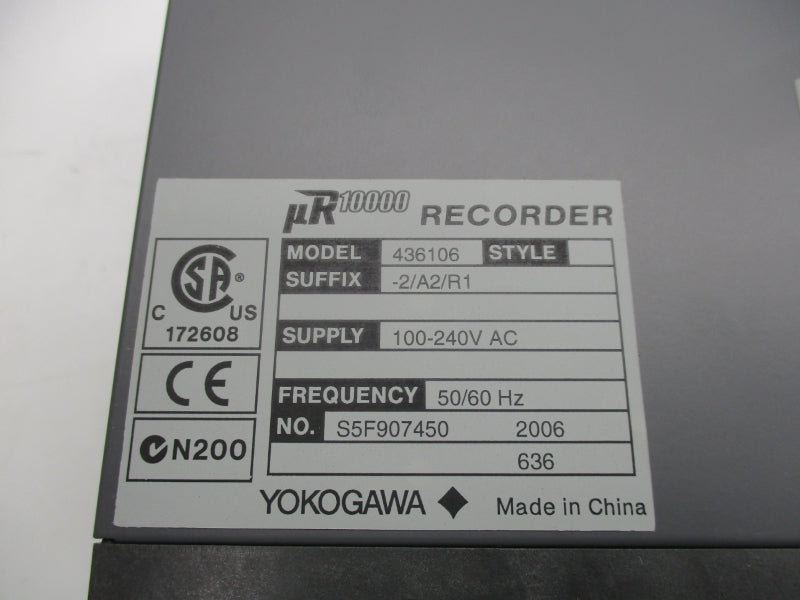 µR10000 RECORDER
MODEL 436106 STYLE
SUFFIX -2/A2/R1
SUPPLY 100-240V AC
FREQUENCY 50/60 Hz
NO. S5F907450 2006
636
YOKOGAWA Made in China
SA ®
C US
172608
CE
N200